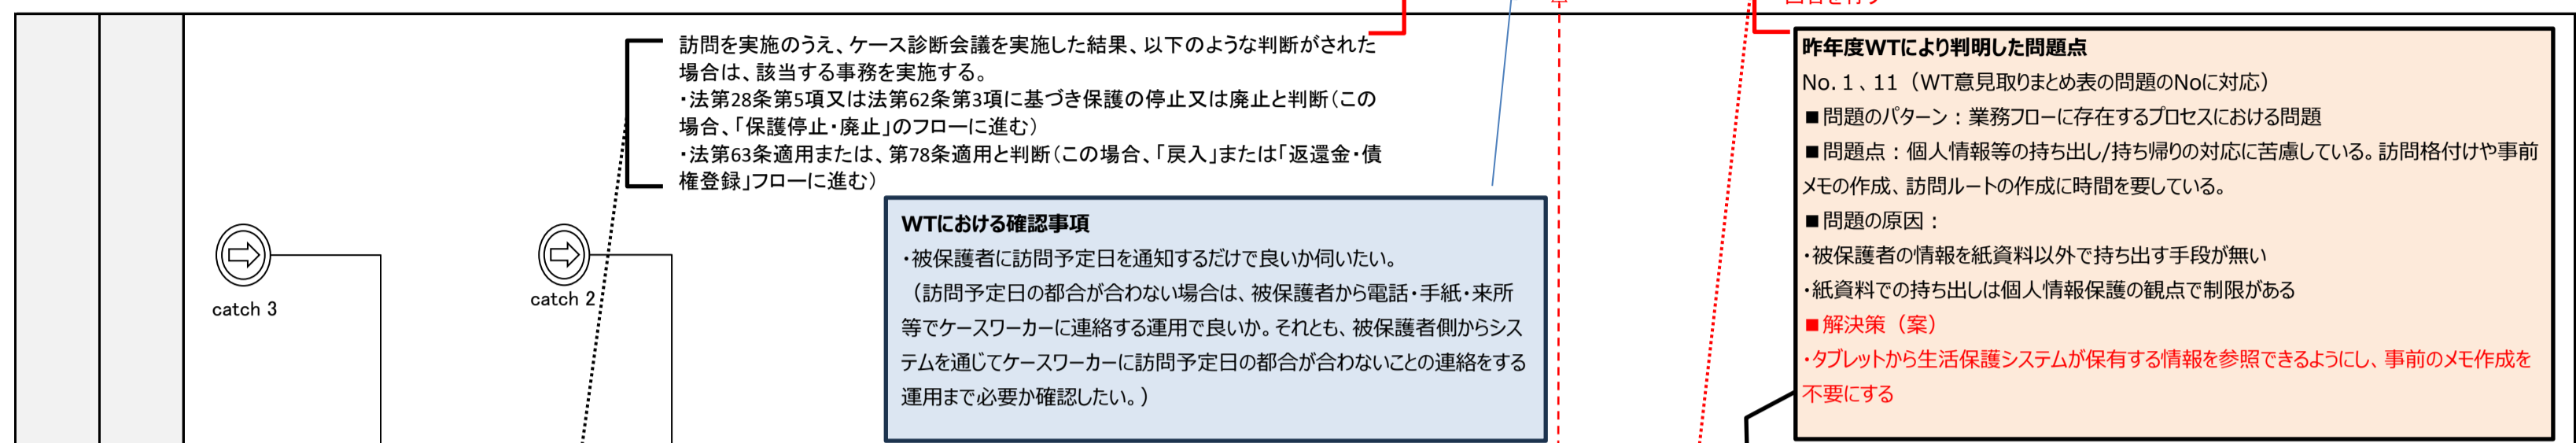 訪問を実施のうえ、ケース診断会議を実施した結果、以下のような判断がされた
場合は、該当する事務を実施する。
・法第28条第5項又は法第62条第3項に基づき保護の停止又は廃止と判断（この
場合、「保護停止・廃止」のフローに進む）
・法第63条適用または、第78条適用と判断（この場合、「戻入」または「返還金・債
権登録」フローに進む）
catch 3
catch 2
WTにおける確認事項
・被保護者に訪問予定日を通知するだけで良いか伺いたい。
（訪問予定日の都合が合わない場合は、被保護者から電話・手紙・来所
等でケースワーカーに連絡する運用で良いか。それとも、被保護者側からシス
テムを通じてケースワーカーに訪問予定日の都合が合わないことの連絡をする
運用まで必要か確認したい。）
昨年度WTにより判明した問題点
No. 1 、11（WT意見取りまとめ表の問題のNoに対応）
■問題のパターン：業務フローに存在するプロセスにおける問題
■問題点：個人情報等の持ち出し/持ち帰りの対応に苦慮している。訪問格付けや事前
メモの作成、訪問ルートの作成に時間を要している。
■問題の原因：
・被保護者の情報を紙資料以外で持ち出す手段が無い
・紙資料での持ち出しは個人情報保護の観点で制限がある
■解決策（案）
・タブレットから生活保護システムが保有する情報を参照できるようにし、事前のメモ作成を
不要にする